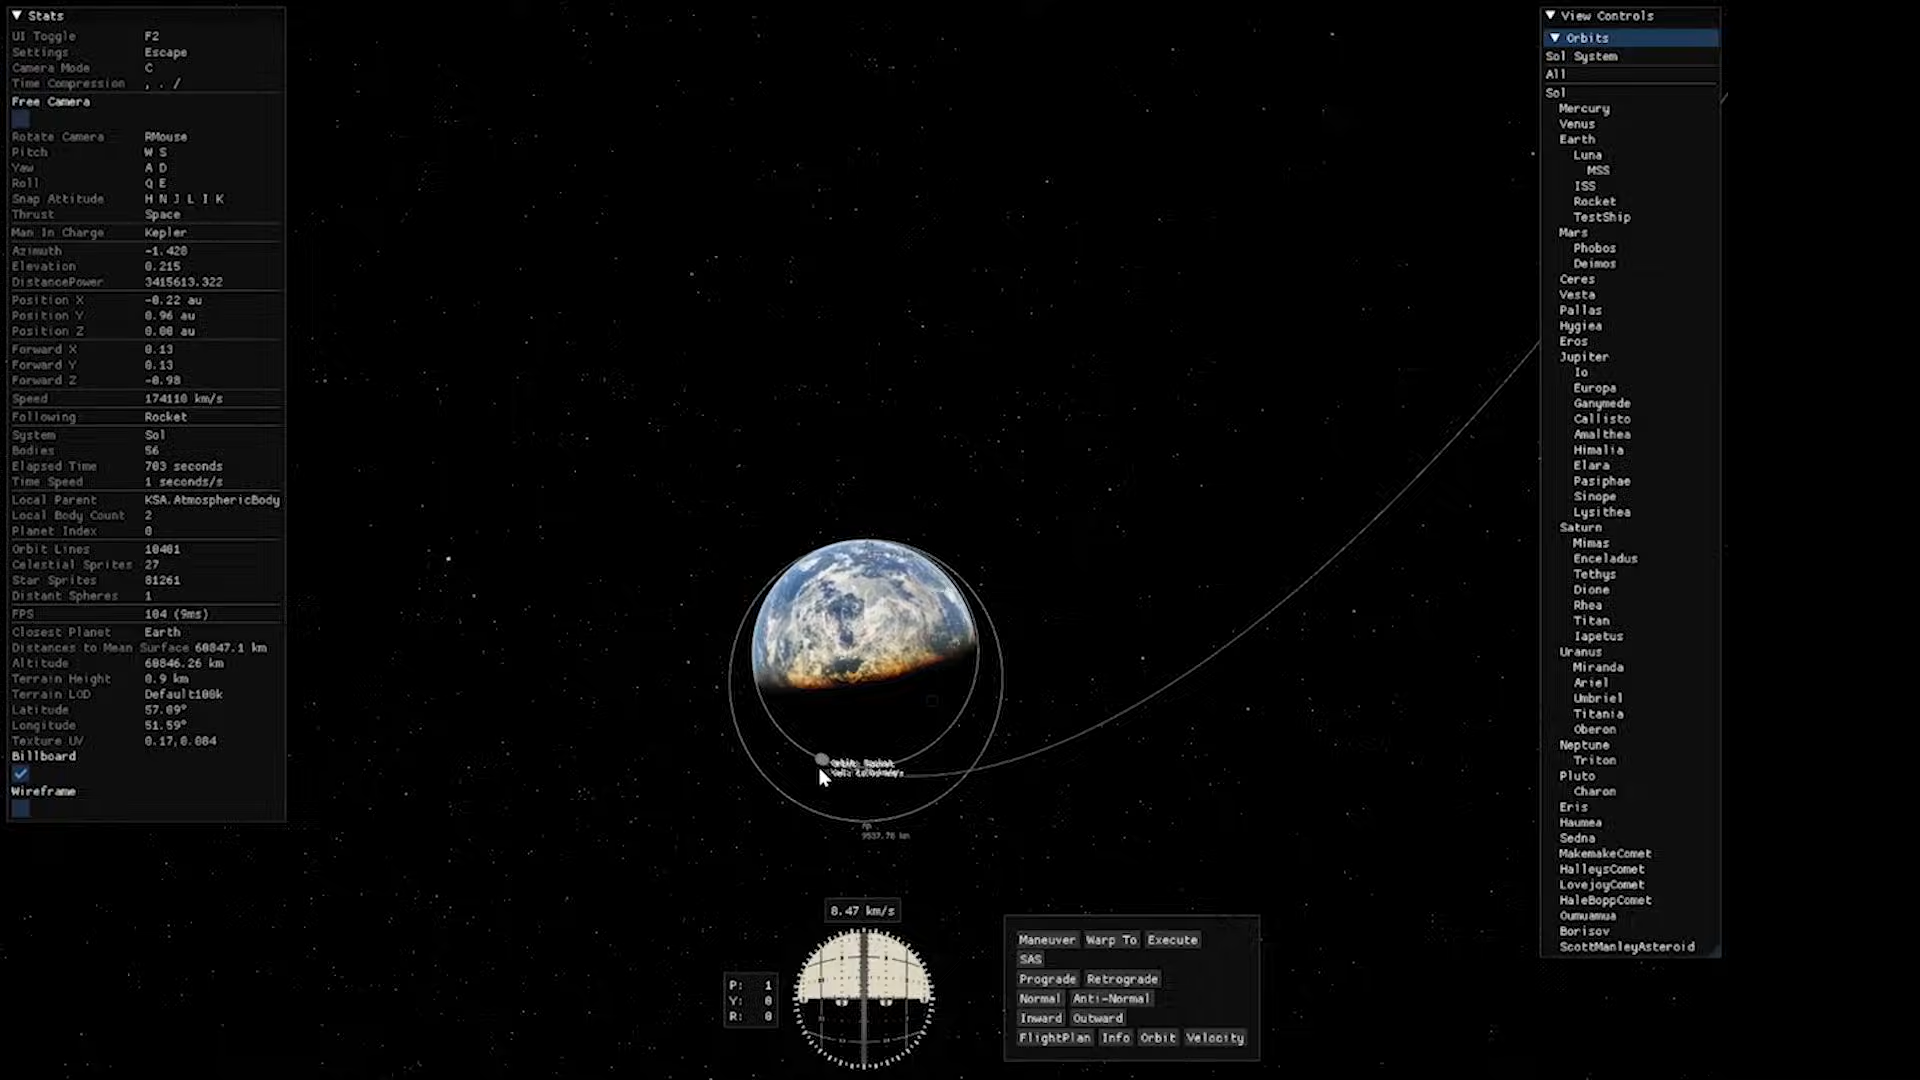 Stats
UI Toggle F2
Settings Escape
Camera Mode C
Time Compression , . /
Free Camera
Rotate Camera RMouse
Pitch W S
Yaw A D
Roll Q E
Snap Attitude H N J L I K
Thrust Space
Man In Charge Kepler
Azimuth -1.420
Elevation 0.215
DistancePower 3415613.322
Position X -0.22 au
Position Y 0.96 au
Position Z 0.00 au
Forward X 0.13
Forward Y 0.13
Forward Z -0.98
Speed 174110 km/s
Following Rocket
System Sol
Bodies 56
Elapsed Time 703 seconds
Time Speed 1 seconds/s
Local Parent KSA.AtmosphericBody
Local Body Count 2
Planet Index 0
Orbit Lines 10401
Celestial Sprites 27
Star Sprites 81261
Distant Spheres 1
FPS 104 (9ms)
Closest Planet Earth
Distances to Mean Surface 60847.1 km
Altitude 60846.26 km
Terrain Height 0.9 km
Terrain LOD Default100k
Latitude 57.09°
Longitude 51.59°
Texture UV 0.17,0.084
Billboard
Wireframe
Ap
9537.78 km
8.47 km/s
P: 1
Y: 0
R: 0
Maneuver Warp To Execute
SAS
Prograde Retrograde
Normal Anti-Normal
Inward Outward
FlightPlan Info Orbit Velocity
View Controls
Orbits
Sol System
All
Sol
Mercury
Venus
Earth
Luna
MSS
ISS
Rocket
TestShip
Mars
Phobos
Deimos
Ceres
Vesta
Pallas
Hygiea
Eros
Jupiter
Io
Europa
Ganymede
Callisto
Amalthea
Himalia
Elara
Pasiphae
Sinope
Lysithea
Saturn
Mimas
Enceladus
Tethys
Dione
Rhea
Titan
Iapetus
Uranus
Miranda
Ariel
Umbriel
Titania
Oberon
Neptune
Triton
Pluto
Charon
Eris
Haumea
Sedna
MakemakeComet
HalleysComet
LovejoyComet
HaleBoppComet
Oumuamua
Borisov
ScottManleyAsteroid